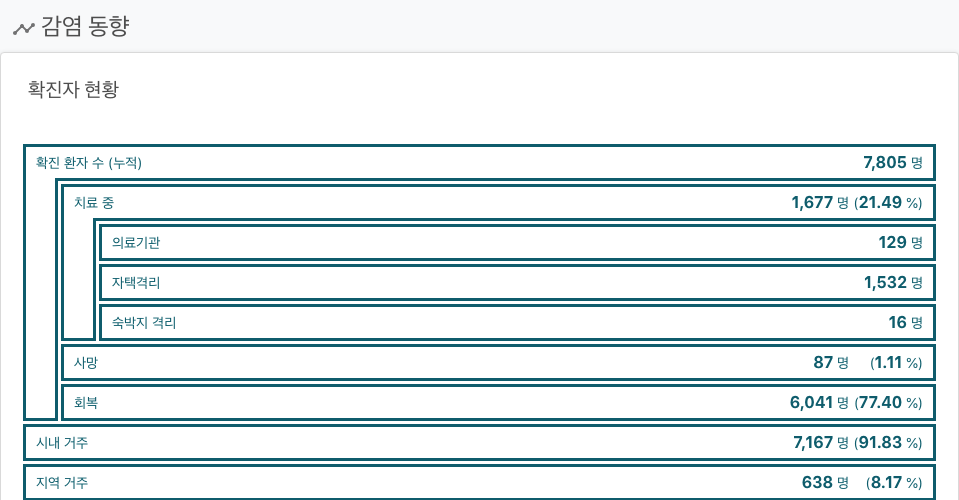 감염 동향
확진자 현황
확진 환자 수 (누적) 7,805 명
치료 중 1,677 명 (21.49 %)
의료기관 129 명
자택격리 1,532 명
숙박지 격리 16 명
사망 87 명 (1.11 %)
회복 6,041 명 (77.40 %)
시내 거주 7,167 명 (91.83 %)
지역 거주 638 명 (8.17 %)